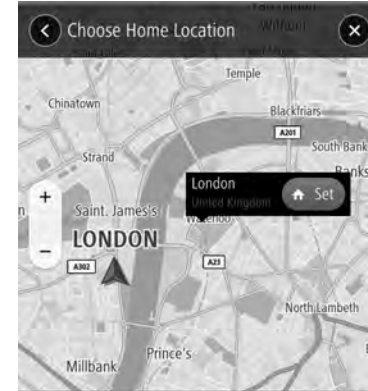 Choose Home Location
Temple
Chinatown
Blackfriars
A201
South Bank
Strand
London
United Kingdom
Set
Saint. James's
LONDON
A302
A23
North Lambeth
Prince's
Millbank